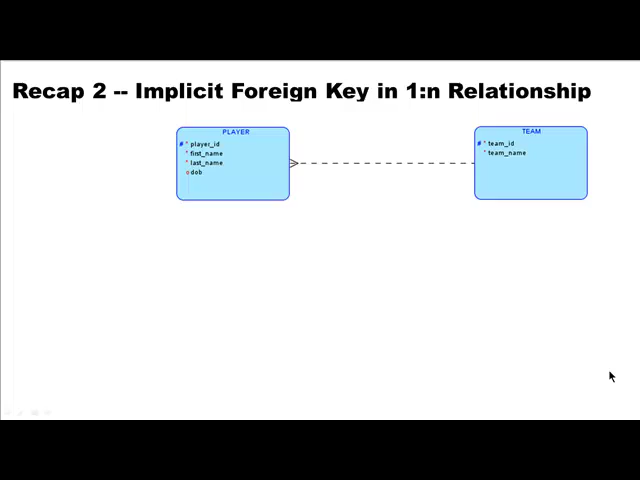 Recap 2 -- Implicit Foreign Key in 1:n Relationship
PLAYER
# * player_id
* first_name
* last_name
o dob
TEAM
# * team_id
* team_name